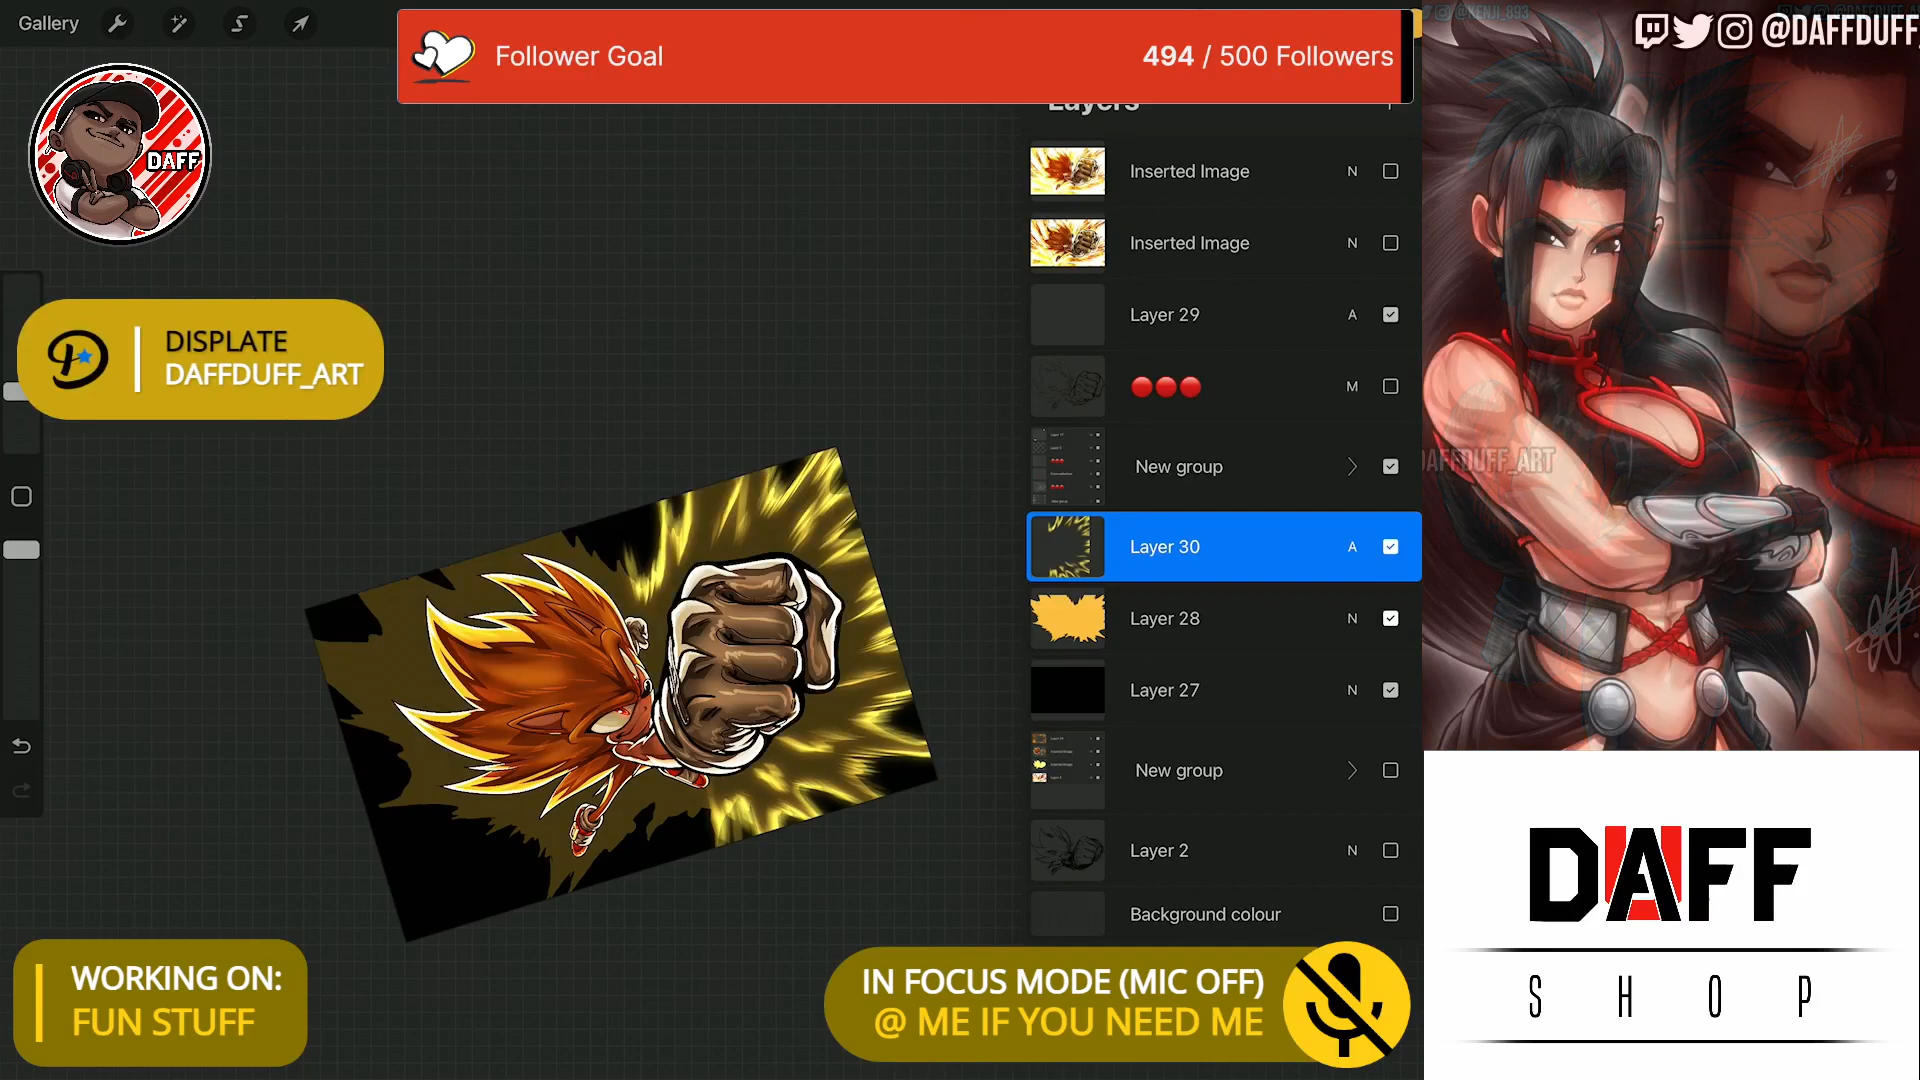 Gallery
Follower Goal
494 / 500 Followers
@KENJI_893
@DAFFDUFF
DAFF
Layers
Inserted Image N
Inserted Image N
Layer 29 A
M
DISPLATE
DAFFDUFF_ART
New group
DAFFDUFF_ART
Layer 30 A
Layer 28 N
Layer 27 N
New group
Layer 2 N
Background colour
DAFF
SHOP
WORKING ON:
FUN STUFF
IN FOCUS MODE (MIC OFF)
@ ME IF YOU NEED ME